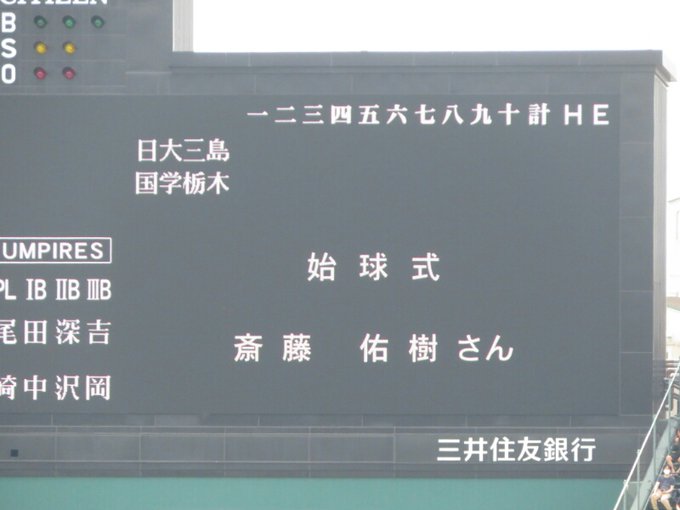 CITIZEN
B
S
O
一二三四五六七八九十計HE
日大三島
国学栃木
UMPIRES
PL ⅠB ⅡB ⅢB
尾田深吉
崎中沢岡
始球式
斎藤 佑樹さん
三井住友銀行